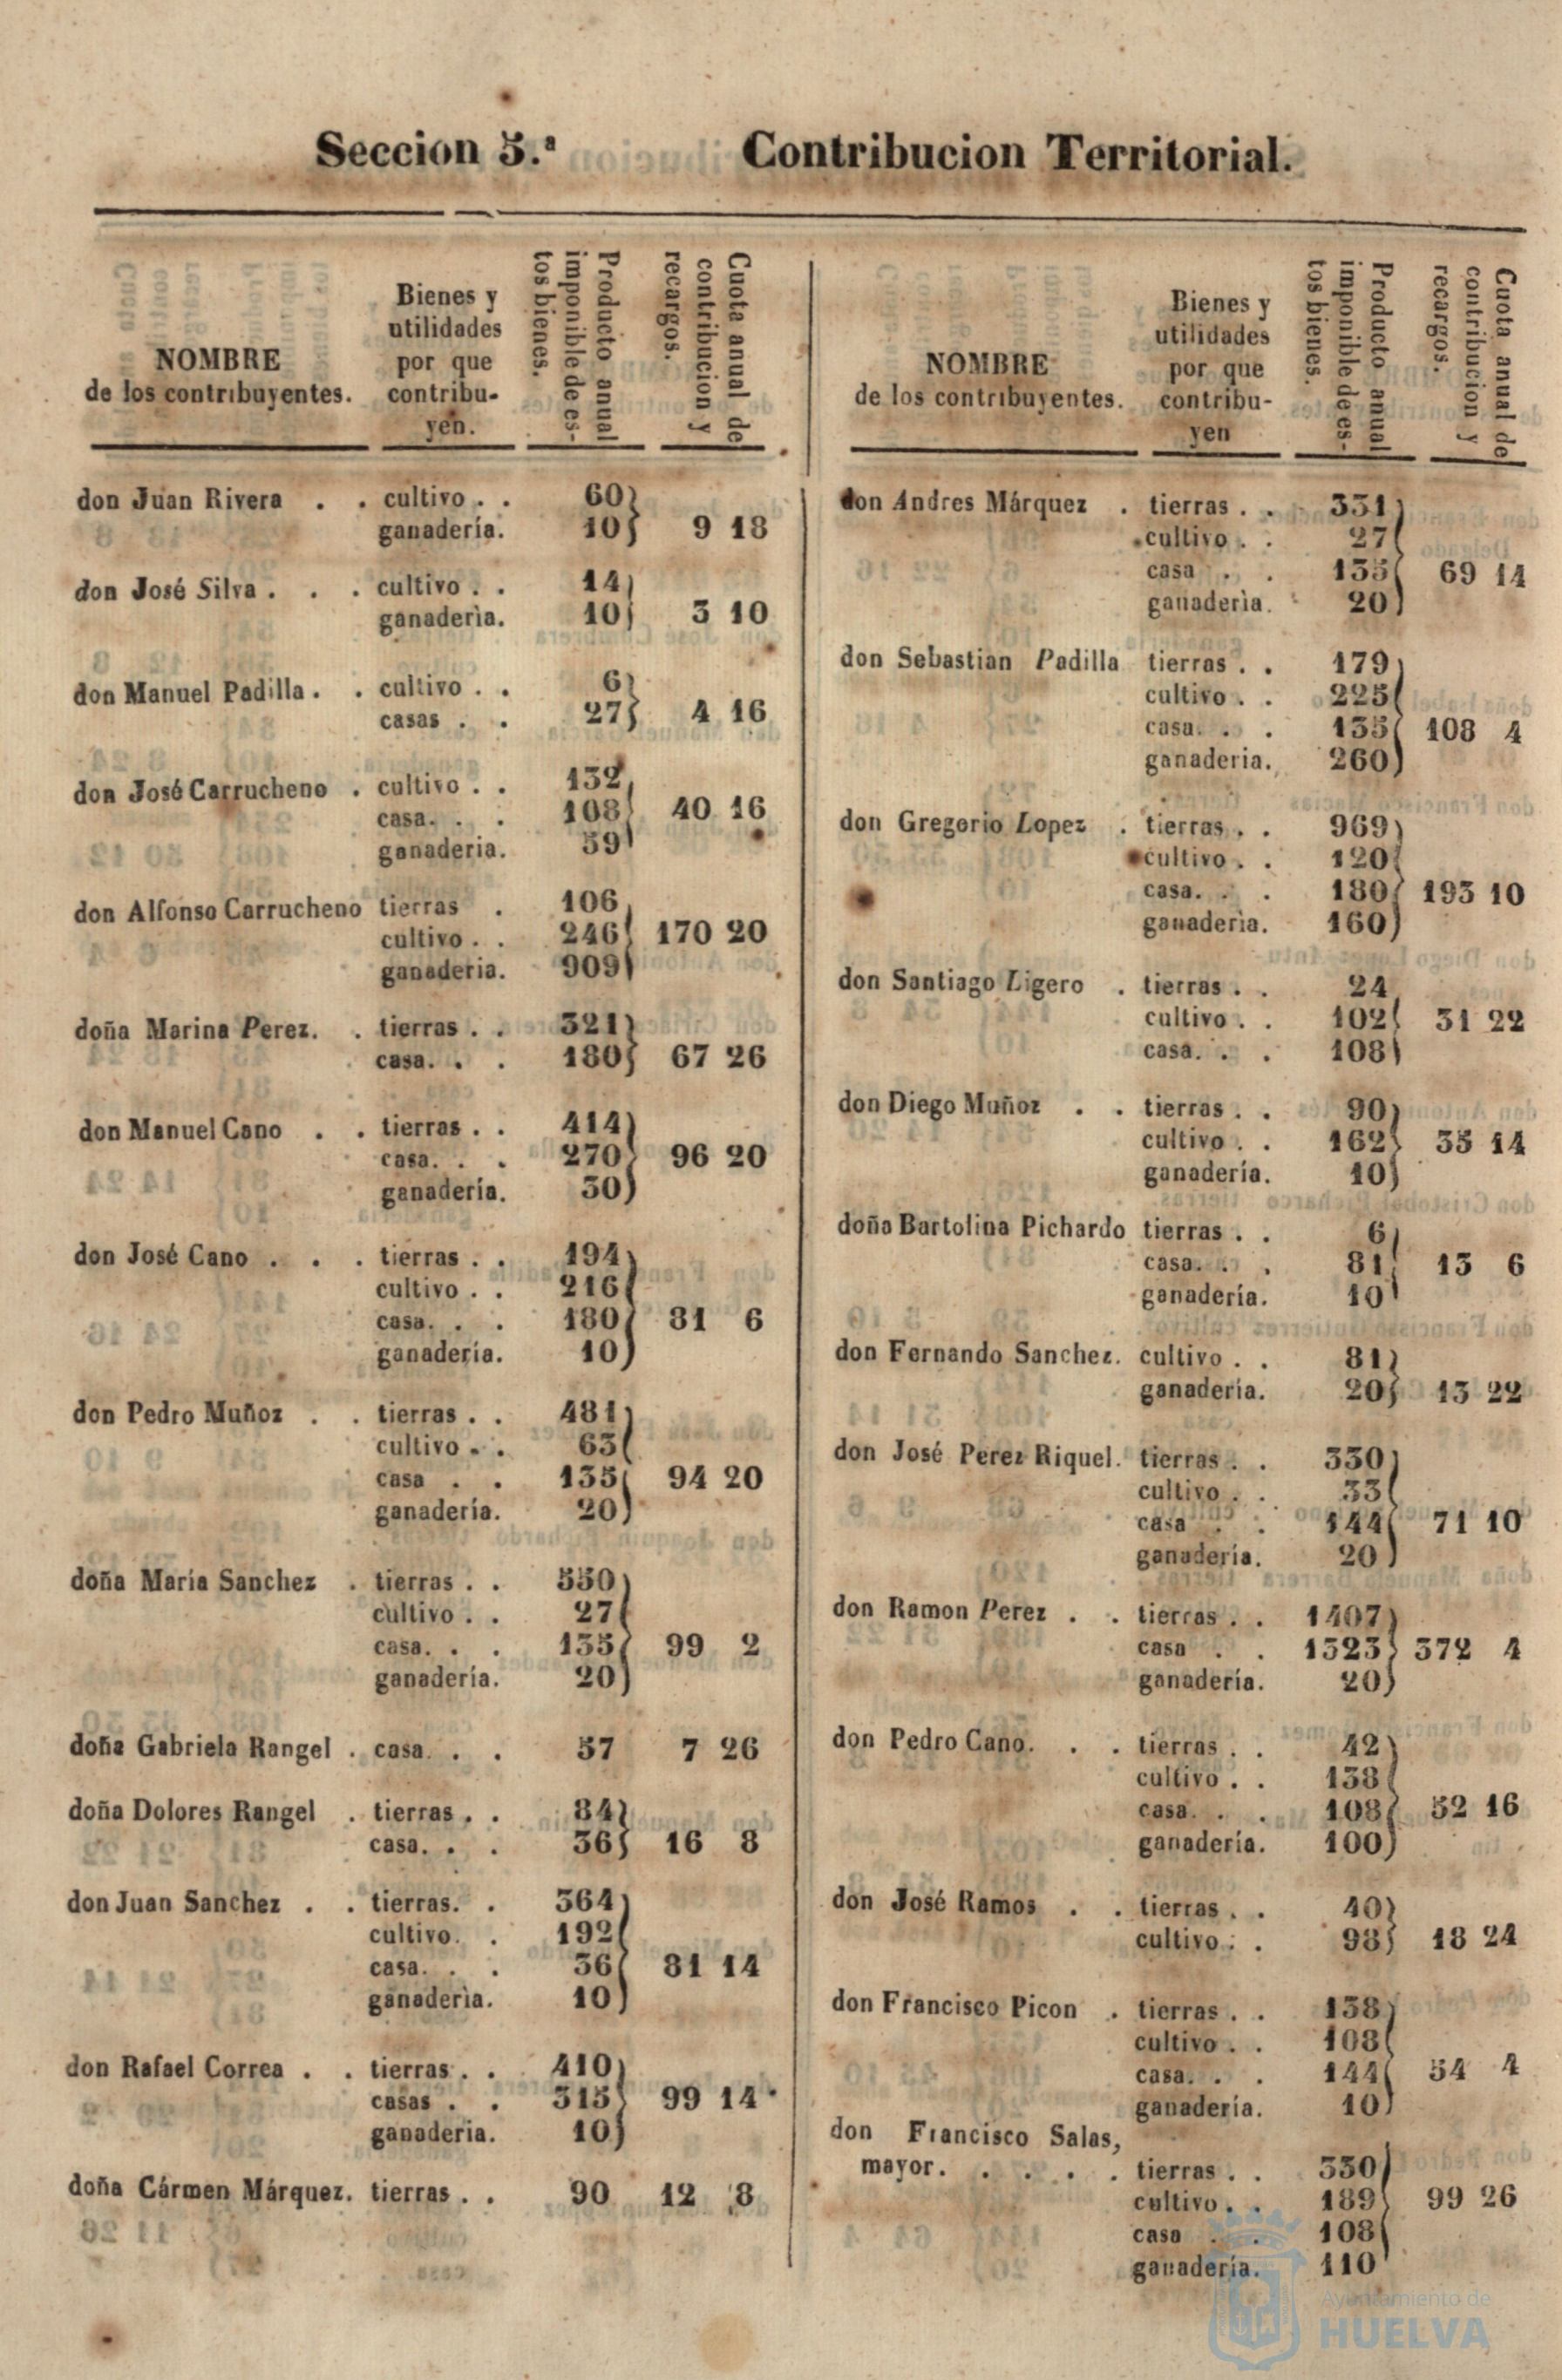 Seccion 5.ª Contribucion Territorial.
NOMBRE
de los contribuyentes.
Bienes y
utilidades
por que
contribu-
yen.
Producto anual
imponible de es-
tos bienes.
Cuota anual de
contribucion y
recargos.
don Juan Rivera . . cultivo . . 60
ganadería. 10 9 18
don José Silva . . . cultivo . . 14
ganadería. 10 3 10
don Manuel Padilla . . cultivo . . 6
casas . . 27 4 16
don José Carrucheno . cultivo . . 132
casa. . . 108 40 16
ganaderia. 59
don Alfonso Carrucheno tierras . 106
cultivo . . 246 170 20
ganaderia. 909
doña Marina Perez. . tierras . . 321
casa. . . 180 67 26
don Manuel Cano . . tierras . . 414
casa. . . 270 96 20
ganadería. 30
don José Cano . . . tierras . . 194
cultivo . . 216
casa. . . 180 81 6
ganadería. 10
don Pedro Muñoz . . tierras . . 481
cultivo . . 63
casa . . 135 94 20
ganadería. 20
doña María Sanchez . tierras . . 550
cultivo . . 27
casa. . . 135 99 2
ganadería. 20
doña Gabriela Rangel . casa. . . 57 7 26
doña Dolores Rangel . tierras . . 84
casa. . . 36 16 8
don Juan Sanchez . . tierras. . 364
cultivo. . 192
casa. . . 36 81 14
ganadería. 10
don Rafael Correa . . tierras . . 410
casas . . 315 99 14
ganaderia. 10
doña Cármen Márquez. tierras . . 90 12 8
NOMBRE
de los contribuyentes.
Bienes y
utilidades
por que
contribu-
yen
Producto anual
imponible de es-
tos bienes.
Cuota anual de
contribucion y
recargos.
don Andres Márquez . tierras . . 331
cultivo . . 27
casa . . 135 69 14
ganaderia. 20
don Sebastian Padilla tierras . . 179
cultivo . . 225
casa. . . 135 108 4
ganaderia. 260
don Gregorio Lopez . tierras . . 969
cultivo . . 120
casa. . . 180 193 10
ganadería. 160
don Santiago Ligero . tierras . . 24
cultivo . . 102 31 22
casa. . . 108
don Diego Muñoz . . tierras . . 90
cultivo . . 162 35 14
ganadería. 10
doña Bartolina Pichardo tierras . . 6
casa. . . 81 13 6
ganadería. 10
don Fernando Sanchez. cultivo . . 81
ganadería. 20 13 22
don José Perez Riquel. tierras . . 330
cultivo . . 33
casa . . 144 71 10
ganadería. 20
don Ramon Perez . . tierras . . 1407
casa . . 1323 372 4
ganadería. 20
don Pedro Cano. . . tierras . . 42
cultivo . . 138
casa. . . 108 52 16
ganadería. 100
don José Ramos . . tierras . . 40
cultivo . . 98 18 24
don Francisco Picon . tierras . . 138
cultivo . . 108
casa. . . 144 54 4
ganadería. 10
don Francisco Salas,
mayor. . . . . . tierras . . 330
cultivo . . 189 99 26
casa . . 108
ganadería. 110
Ayuntamiento de
HUELVA